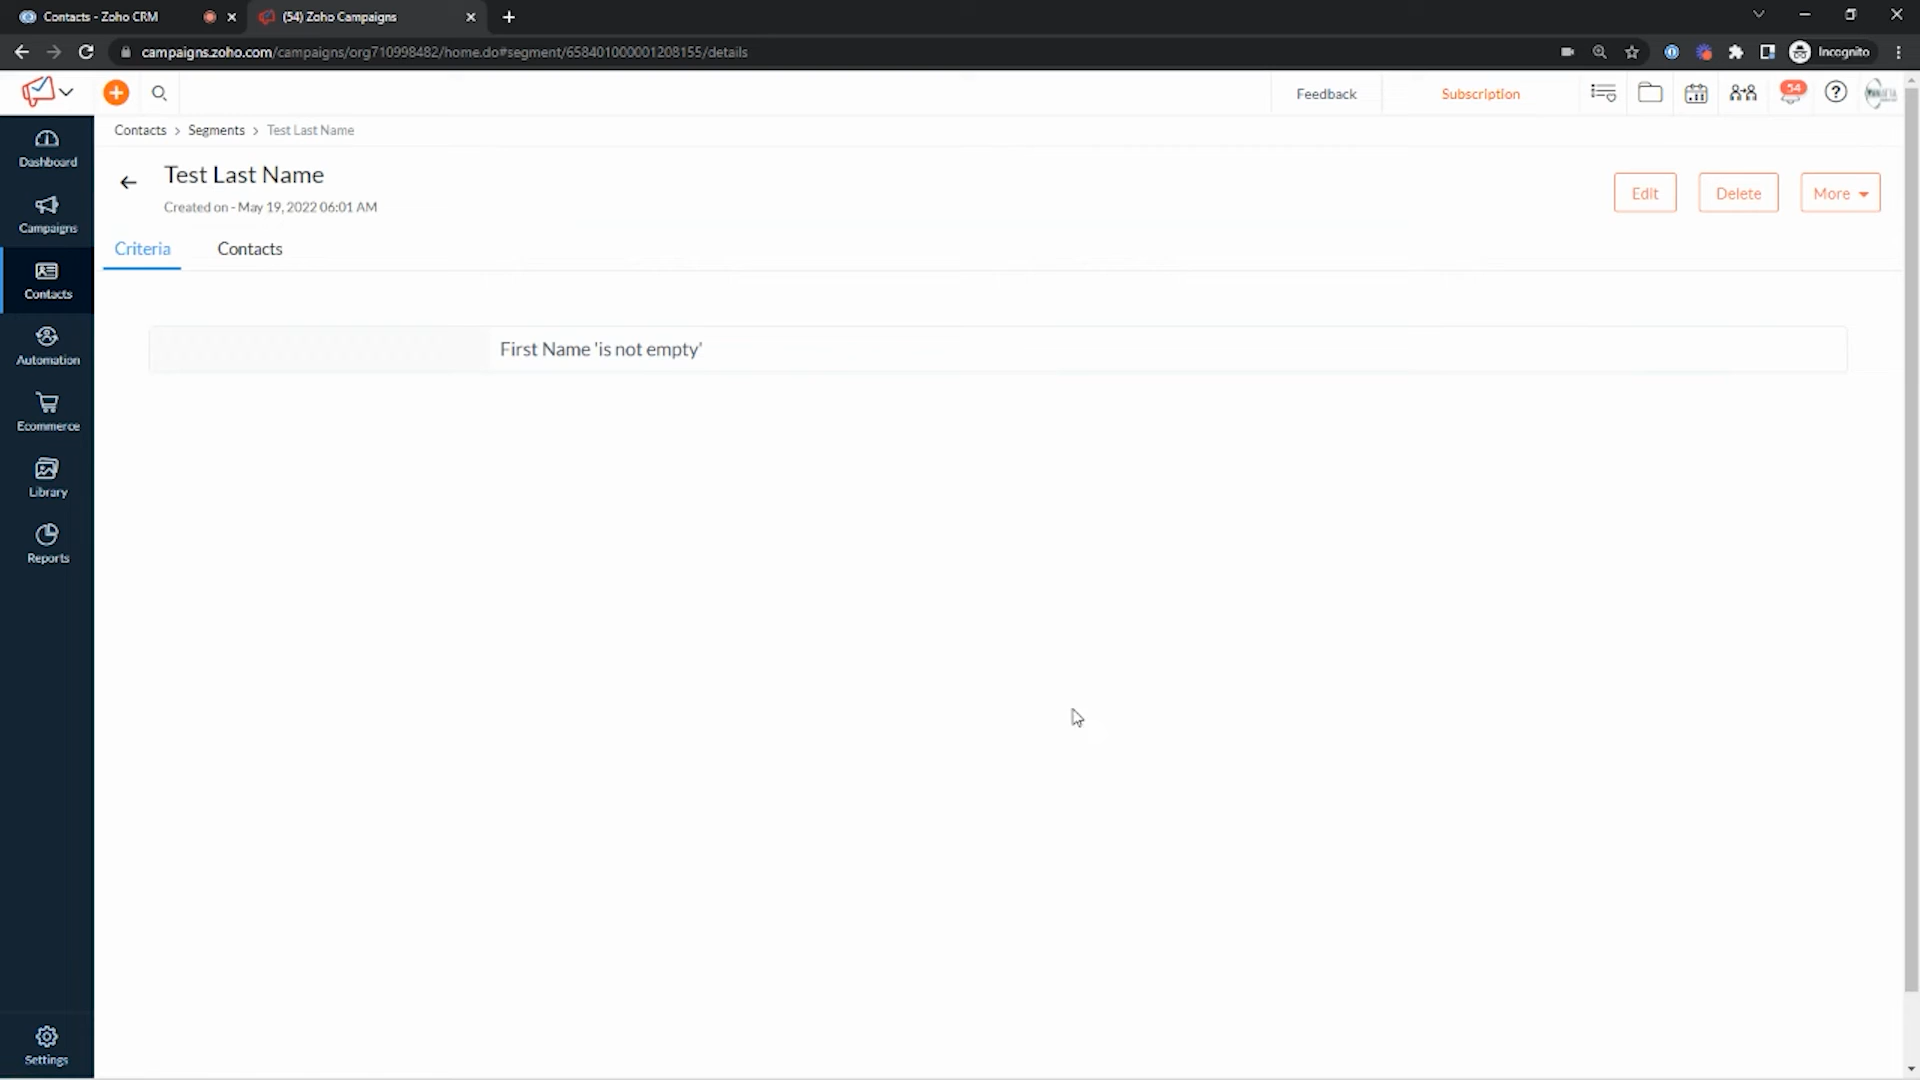 Contacts - Zoho CRM
(54) Zoho Campaigns
campaigns.zoho.com/campaigns/org710998482/home.do#segment/658401000001208155/details
Incognito
Feedback
Subscription
54
Contacts > Segments > Test Last Name
Dashboard
Test Last Name
Created on - May 19, 2022 06:01 AM
Edit
Delete
More
Campaigns
Criteria
Contacts
Contacts
First Name 'is not empty'
Automation
Ecommerce
Library
Reports
Settings